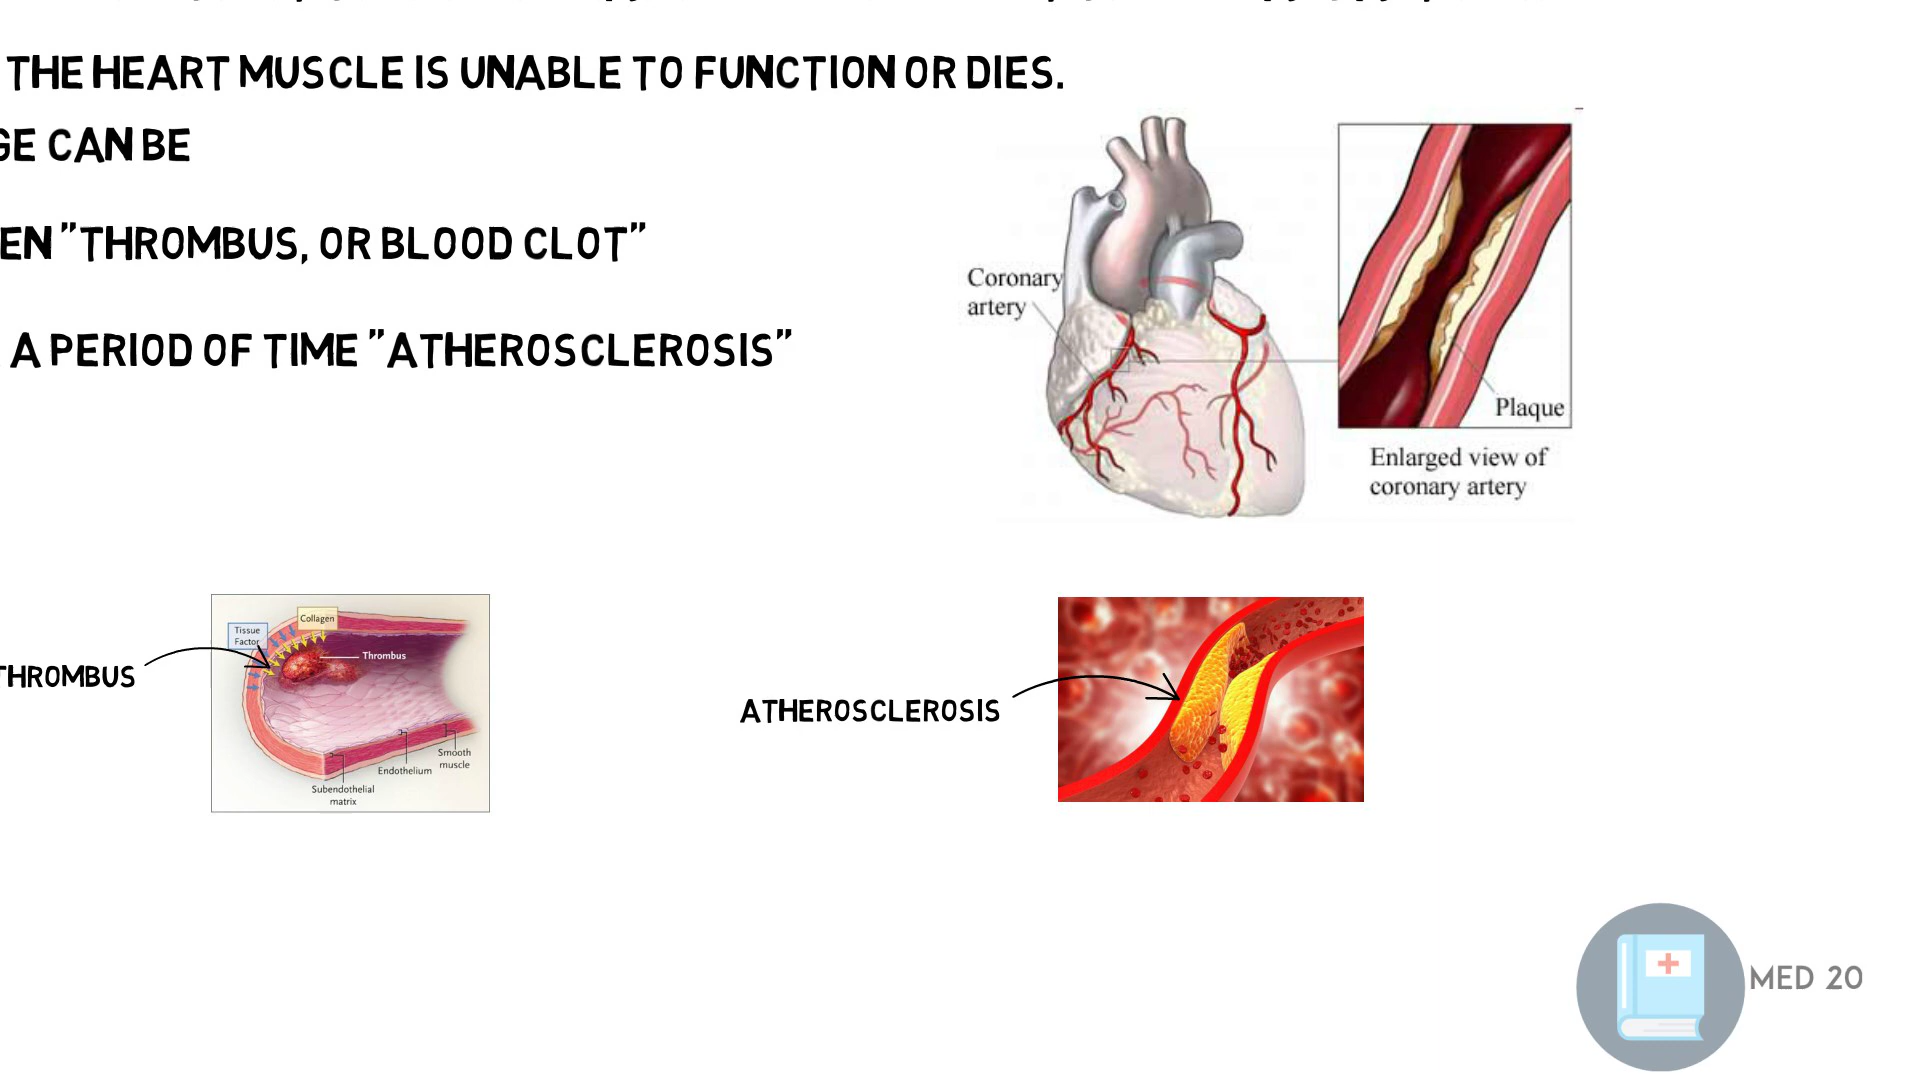 THE HEART MUSCLE IS UNABLE TO FUNCTION OR DIES.
CAN BE
"THROMBUS, OR BLOOD CLOT"
A PERIOD OF TIME "ATHEROSCLEROSIS"
Coronary
artery
Plaque
Enlarged view of
coronary artery
THROMBUS
Tissue
Factor
Collagen
Thrombus
Smooth
muscle
Endothelium
Subendothelial
matrix
ATHEROSCLEROSIS
MED 20